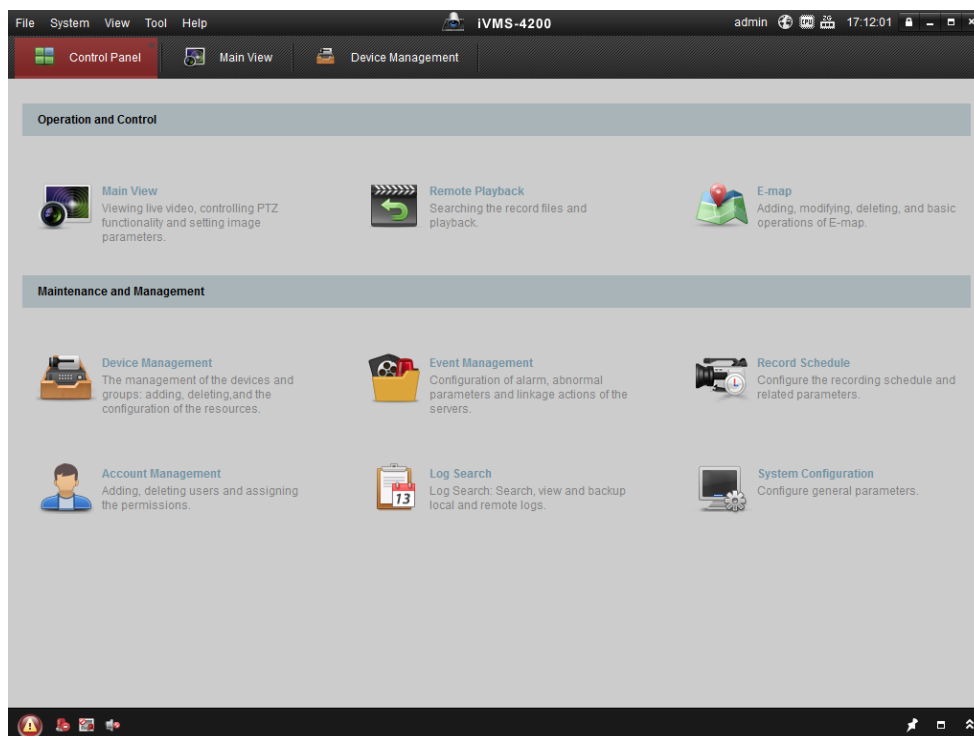 File System View Tool Help iVMS-4200 admin 17:12:01
Control Panel Main View Device Management
Operation and Control
Main View
Viewing live video, controlling PTZ
functionality and setting image
parameters.
Remote Playback
Searching the record files and
playback.
E-map
Adding, modifying, deleting, and basic
operations of E-map.
Maintenance and Management
Device Management
The management of the devices and
groups: adding, deleting,and the
configuration of the resources.
Event Management
Configuration of alarm, abnormal
parameters and linkage actions of the
servers.
Record Schedule
Configure the recording schedule and
related parameters.
Account Management
Adding, deleting users and assigning
the permissions.
13
Log Search
Log Search: Search, view and backup
local and remote logs.
System Configuration
Configure general parameters.